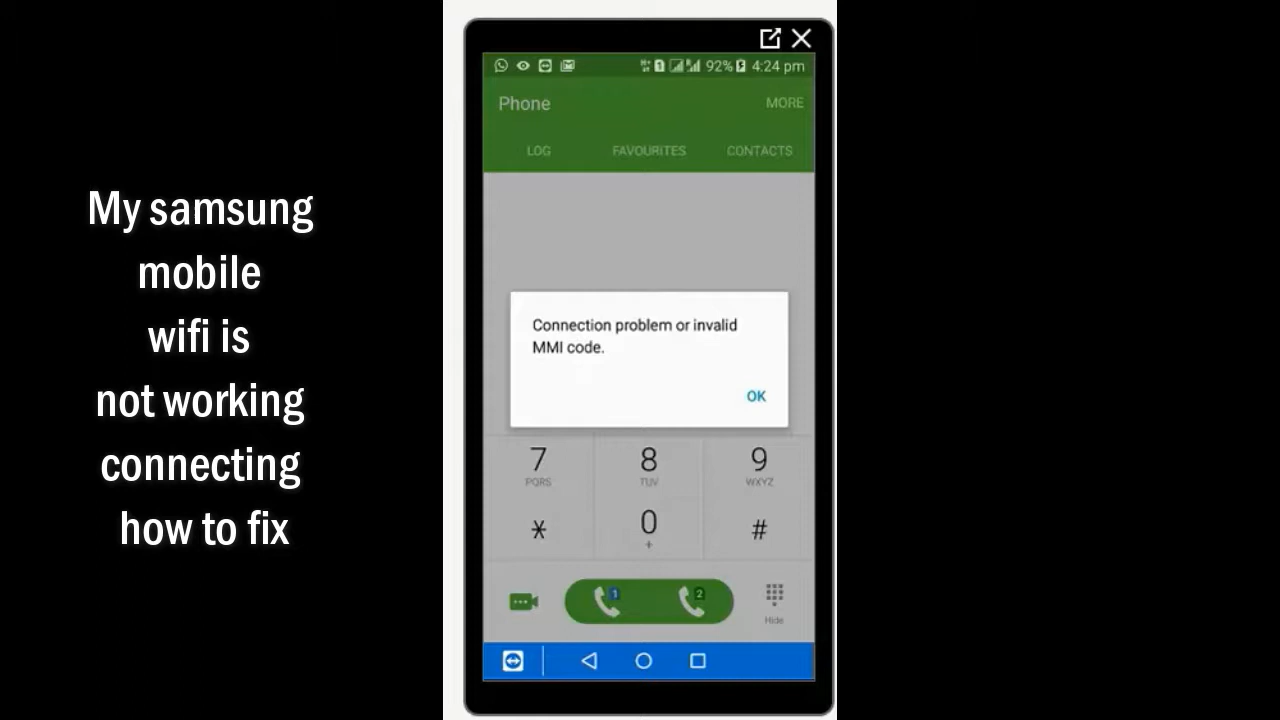 My samsung
mobile
wifi is
not working
connecting
how to fix
92% 4:24 pm
Phone MORE
LOG FAVOURITES CONTACTS
Connection problem or invalid
MMI code.
OK
7 8 9
PQRS TUV WXYZ
* 0 #
+
1 2
Hide